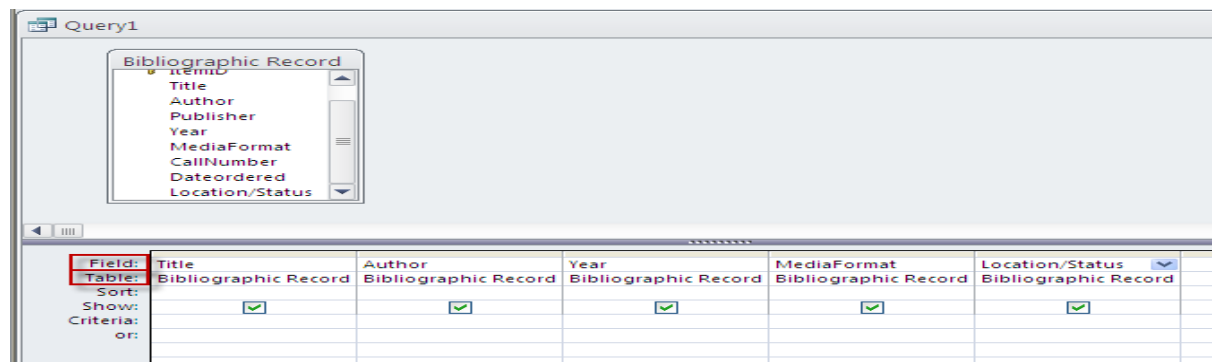 Query1
Bibliographic Record
ItemID
Title
Author
Publisher
Year
MediaFormat
CallNumber
Dateordered
Location/Status
Field: Title Author Year MediaFormat Location/Status
Table: Bibliographic Record Bibliographic Record Bibliographic Record Bibliographic Record Bibliographic Record
Sort:
Show:
Criteria:
or: